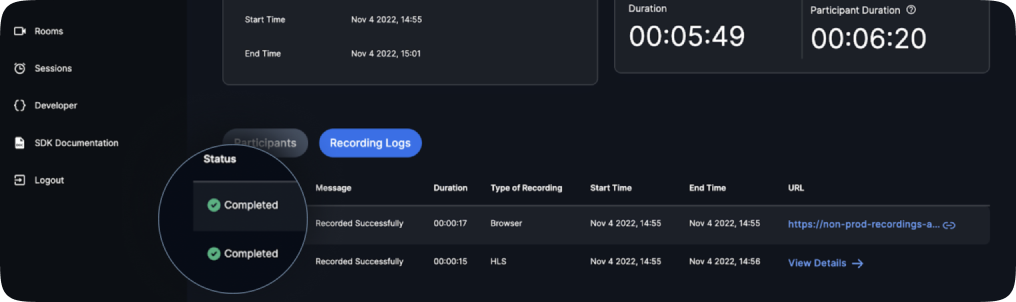 Rooms
Sessions
Developer
SDK Documentation
Logout
Start Time Nov 4 2022, 14:55
End Time Nov 4 2022, 15:01
Duration
00:05:49
Participant Duration
00:06:20
Participants Recording Logs
Status Message Duration Type of Recording Start Time End Time URL
Completed Recorded Successfully 00:00:17 Browser Nov 4 2022, 14:55 Nov 4 2022, 14:55 https://non-prod-recordings-a...
Completed Recorded Successfully 00:00:15 HLS Nov 4 2022, 14:55 Nov 4 2022, 14:56 View Details